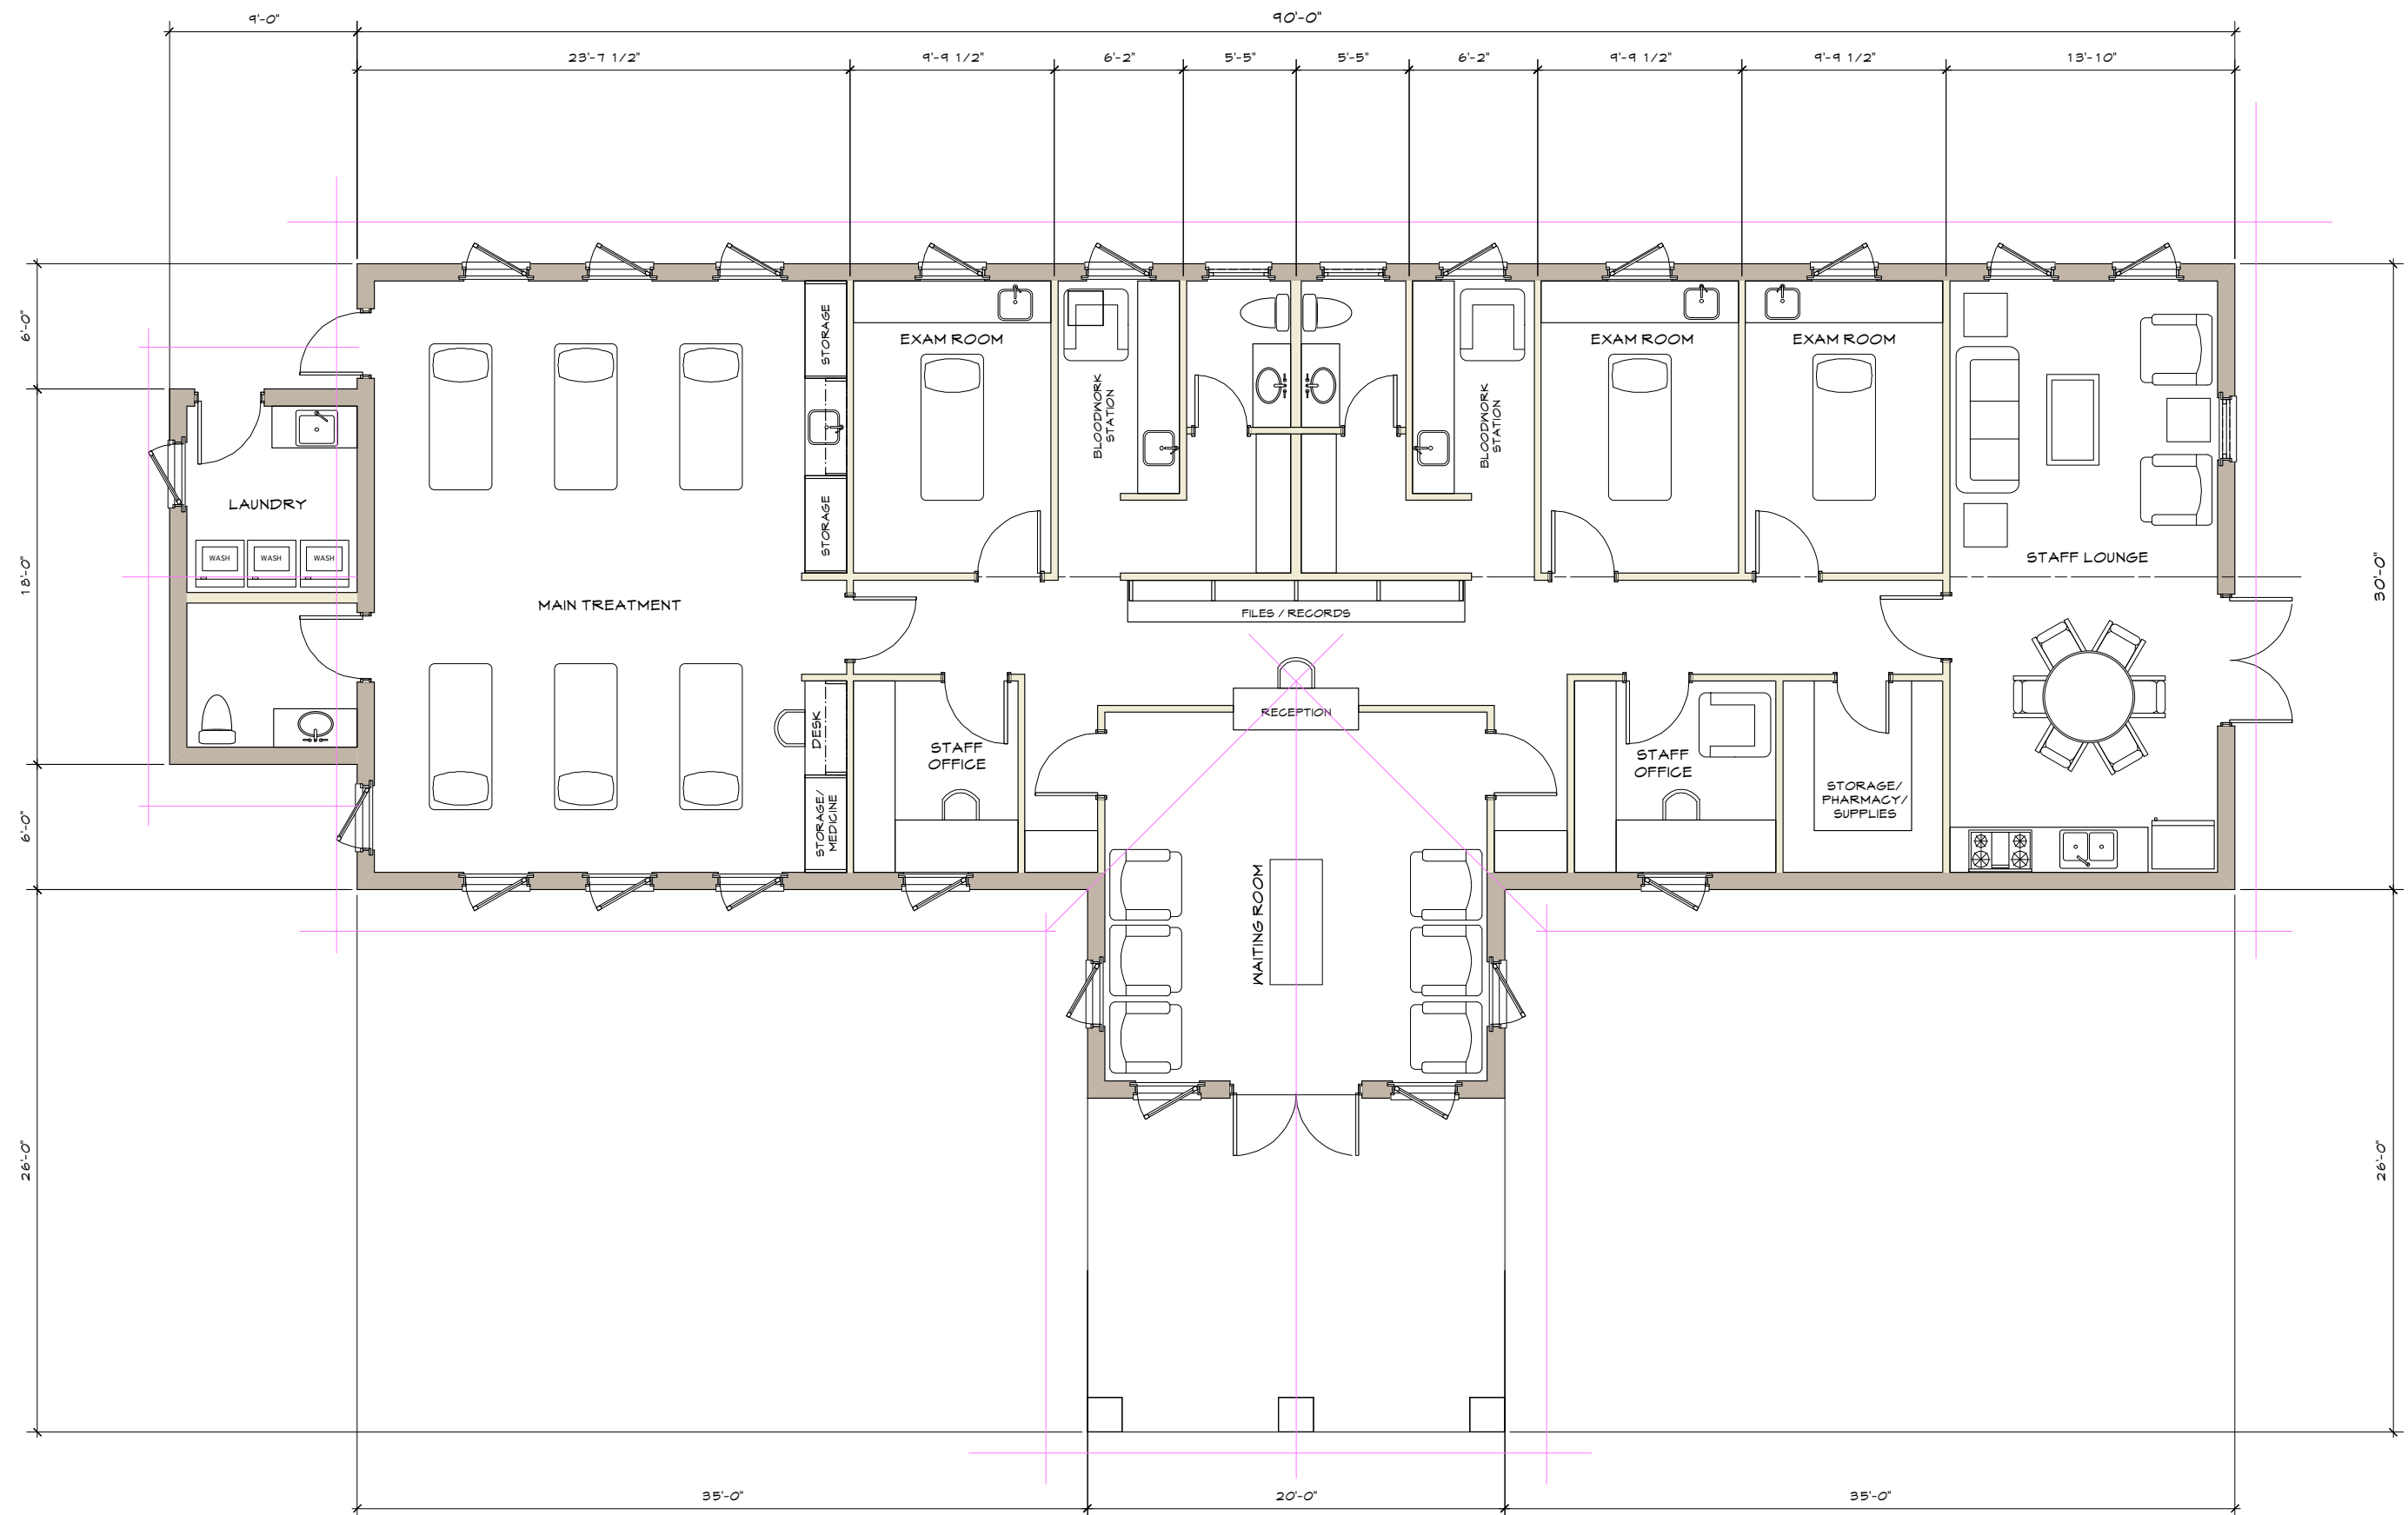 9'-0"
90'-0"
23'-7 1/2"
9'-9 1/2"
6'-2"
5'-5"
5'-5"
6'-2"
9'-9 1/2"
9'-9 1/2"
13'-10"
6'-0"
18'-0"
6'-0"
26'-0"
30'-0"
26'-0"
STORAGE
STORAGE
EXAM ROOM
BLOODWORK
STATION
BLOODWORK
STATION
EXAM ROOM
EXAM ROOM
LAUNDRY
WASH
WASH
WASH
STAFF LOUNGE
MAIN TREATMENT
FILES / RECORDS
RECEPTION
DESK
STORAGE/
MEDICINE
STAFF
OFFICE
STAFF
OFFICE
STORAGE/
PHARMACY/
SUPPLIES
WAITING ROOM
35'-0"
20'-0"
35'-0"